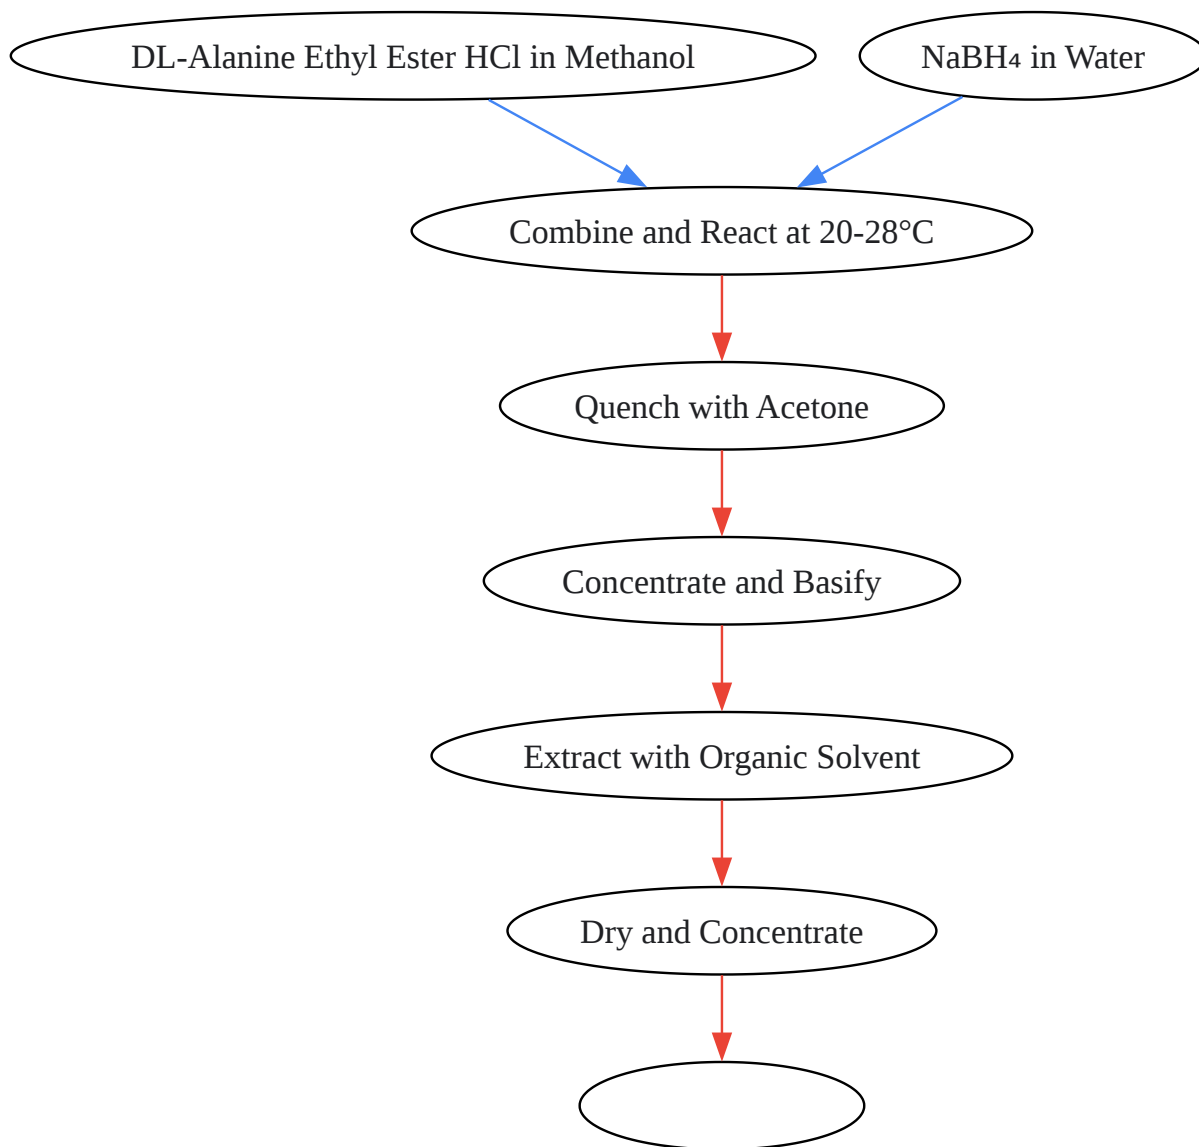 DL-Alanine Ethyl Ester HCl in Methanol
NaBH₄ in Water
Combine and React at 20-28°C
Quench with Acetone
Concentrate and Basify
Extract with Organic Solvent
Dry and Concentrate